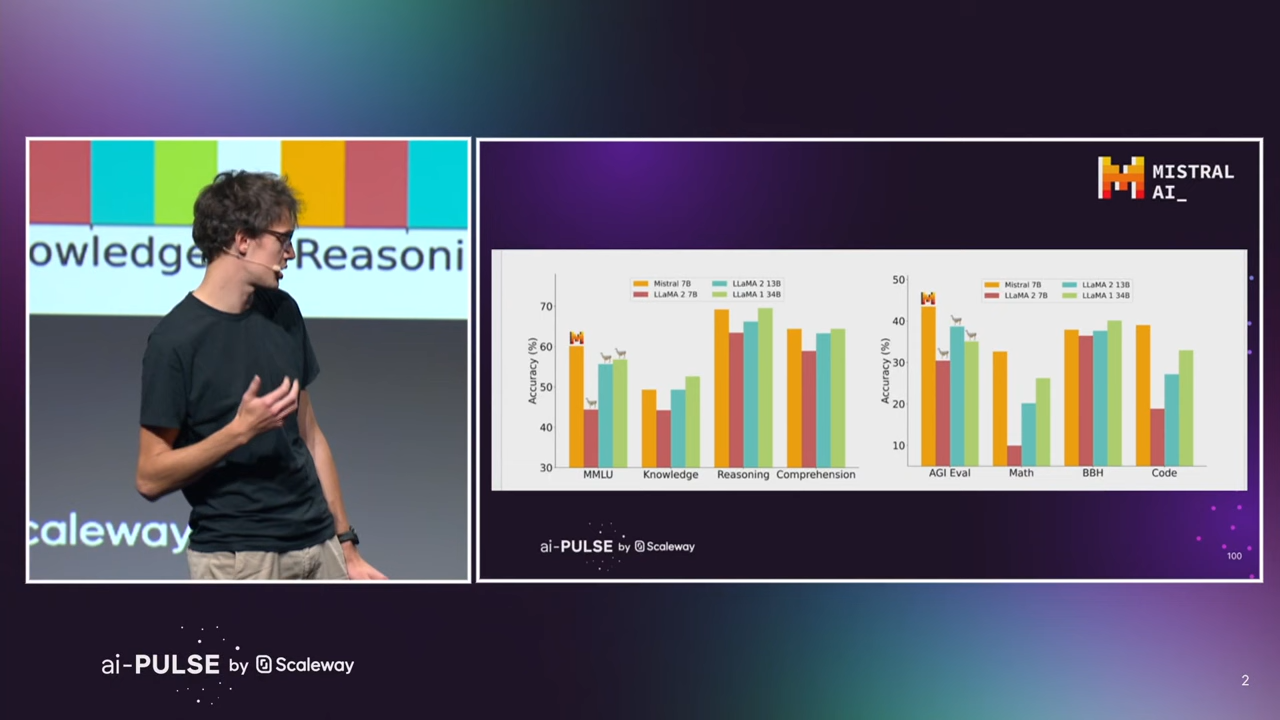 owledge Reasoni
caleway
MISTRAL
AI_
Mistral 7B
LLaMA 2 7B
LLaMA 2 13B
LLaMA 1 34B
Accuracy (%)
70
60
50
40
30
MMLU Knowledge Reasoning Comprehension
Mistral 7B
LLaMA 2 7B
LLaMA 2 13B
LLaMA 1 34B
Accuracy (%)
50
40
30
20
10
AGI Eval Math BBH Code
ai-PULSE by Scaleway
100
ai-PULSE by Scaleway
2